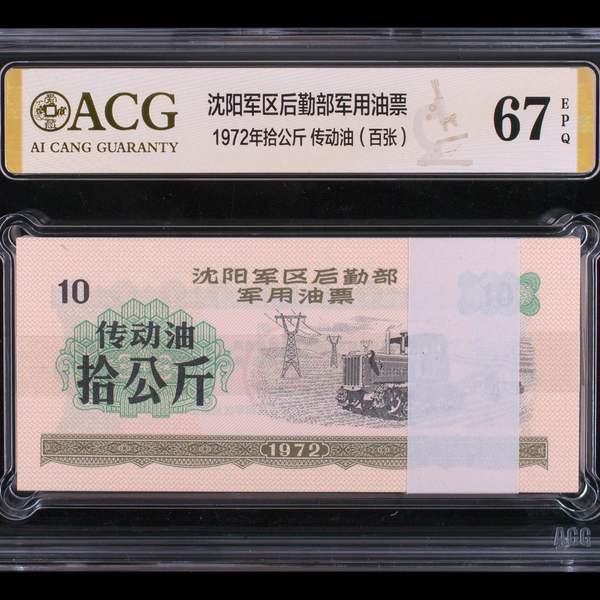 ACG
AI CANG GUARANTY
沈阳军区后勤部军用油票
1972年拾公斤 传动油（百张）
67
EPQ
沈阳军区后勤部
军用油票
10
传动油
拾公斤
1972
ACG